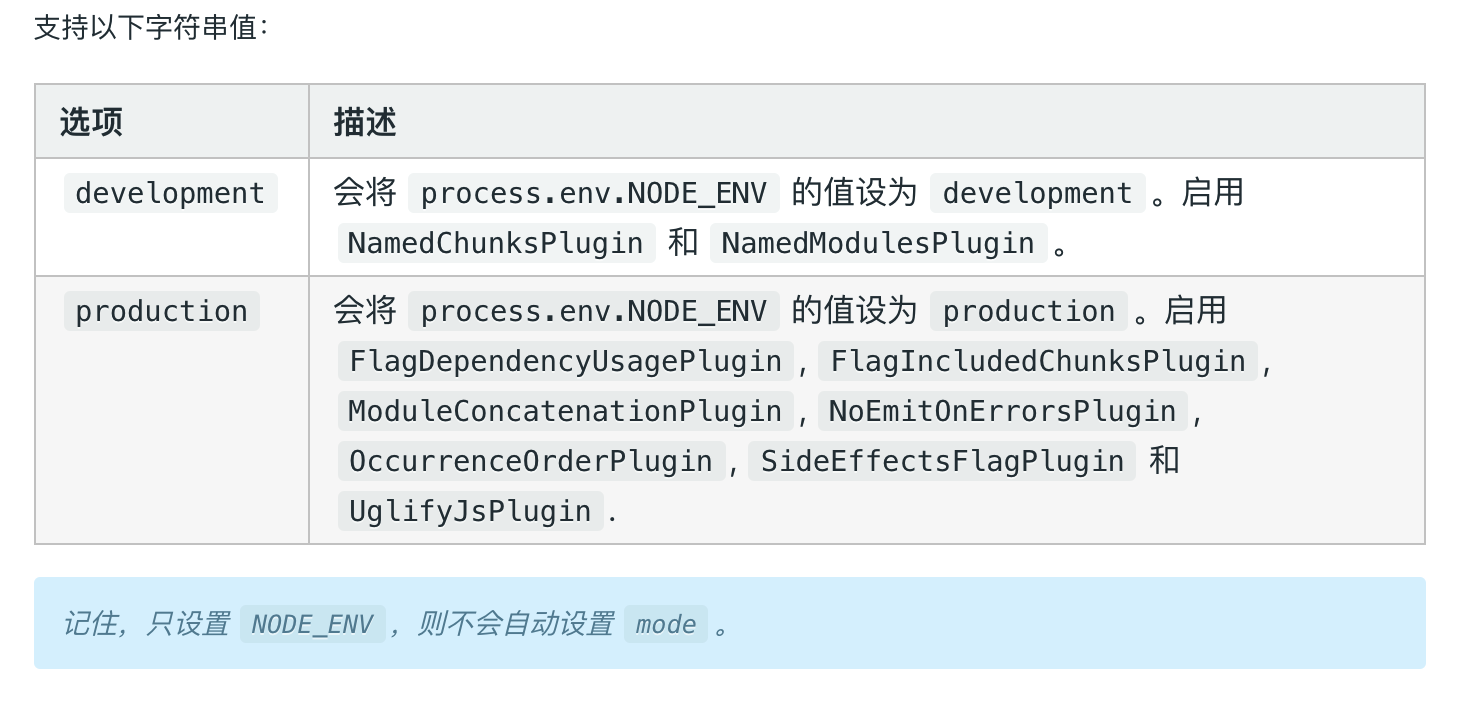 支持以下字符串值：
选项 描述
development 会将 process.env.NODE_ENV 的值设为 development 。启用
NamedChunksPlugin 和 NamedModulesPlugin 。
production 会将 process.env.NODE_ENV 的值设为 production 。启用
FlagDependencyUsagePlugin , FlagIncludedChunksPlugin ,
ModuleConcatenationPlugin , NoEmitOnErrorsPlugin ,
OccurrenceOrderPlugin , SideEffectsFlagPlugin 和
UglifyJsPlugin .
记住，只设置 NODE_ENV ，则不会自动设置 mode 。